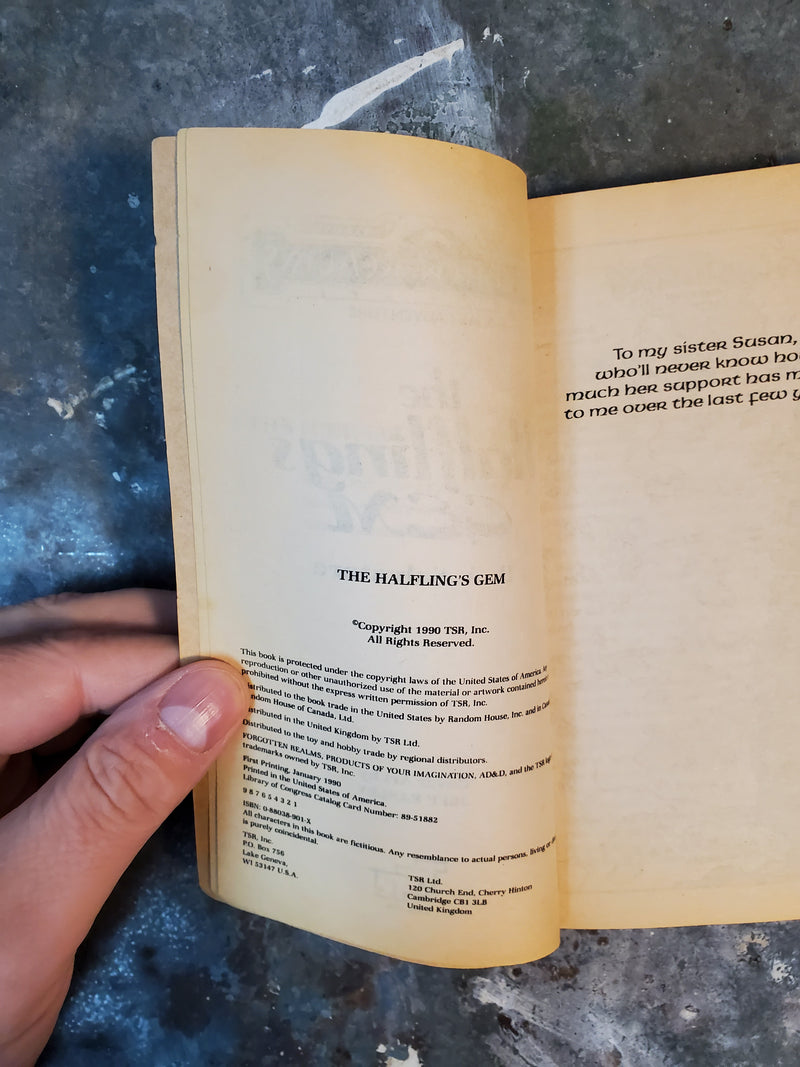 THE HALFLING'S GEM
©Copyright 1990 TSR, Inc.
All Rights Reserved.
This book is protected under the copyright laws of the United States of America. Any
reproduction or other unauthorized use of the material or artwork contained herein
prohibited without the express written permission of TSR, Inc.
stributed to the book trade in the United States by Random House, Inc. and in Canada
ndom House of Canada, Ltd.
stributed in the United Kingdom by TSR Ltd.
Distributed to the toy and hobby trade by regional distributors.
FORGOTTEN REALMS, PRODUCTS OF YOUR IMAGINATION, AD&D, and the TSR
trademarks owned by TSR, Inc.
First Printing, January 1990
Printed in the United States of America.
Library of Congress Catalog Card Number: 89-51882
9 8 7 6 5 4 3 2 1
ISBN: 0-88038-901-X
All characters in this book are fictitious. Any resemblance to actual persons, living or
is purely coincidental.
TSR, Inc.
P.O. Box 756
Lake Geneva,
WI 53147 U.S.A.
TSR Ltd.
120 Church End, Cherry Hinton
Cambridge CB1 3LB
United Kingdom
To my sister Susan,
who'll never know ho
much her support has m
to me over the last few y